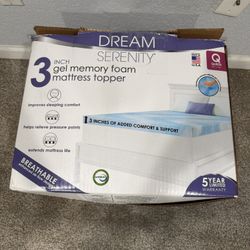 DREAM
SERENITY
3 INCH
gel memory foam
mattress topper
improves sleeping comfort
helps relieve pressure points
extends mattress life
3 INCHES OF ADDED COMFORT & SUPPORT
BREATHABLE
5 YEAR
LIMITED
WARRANTY